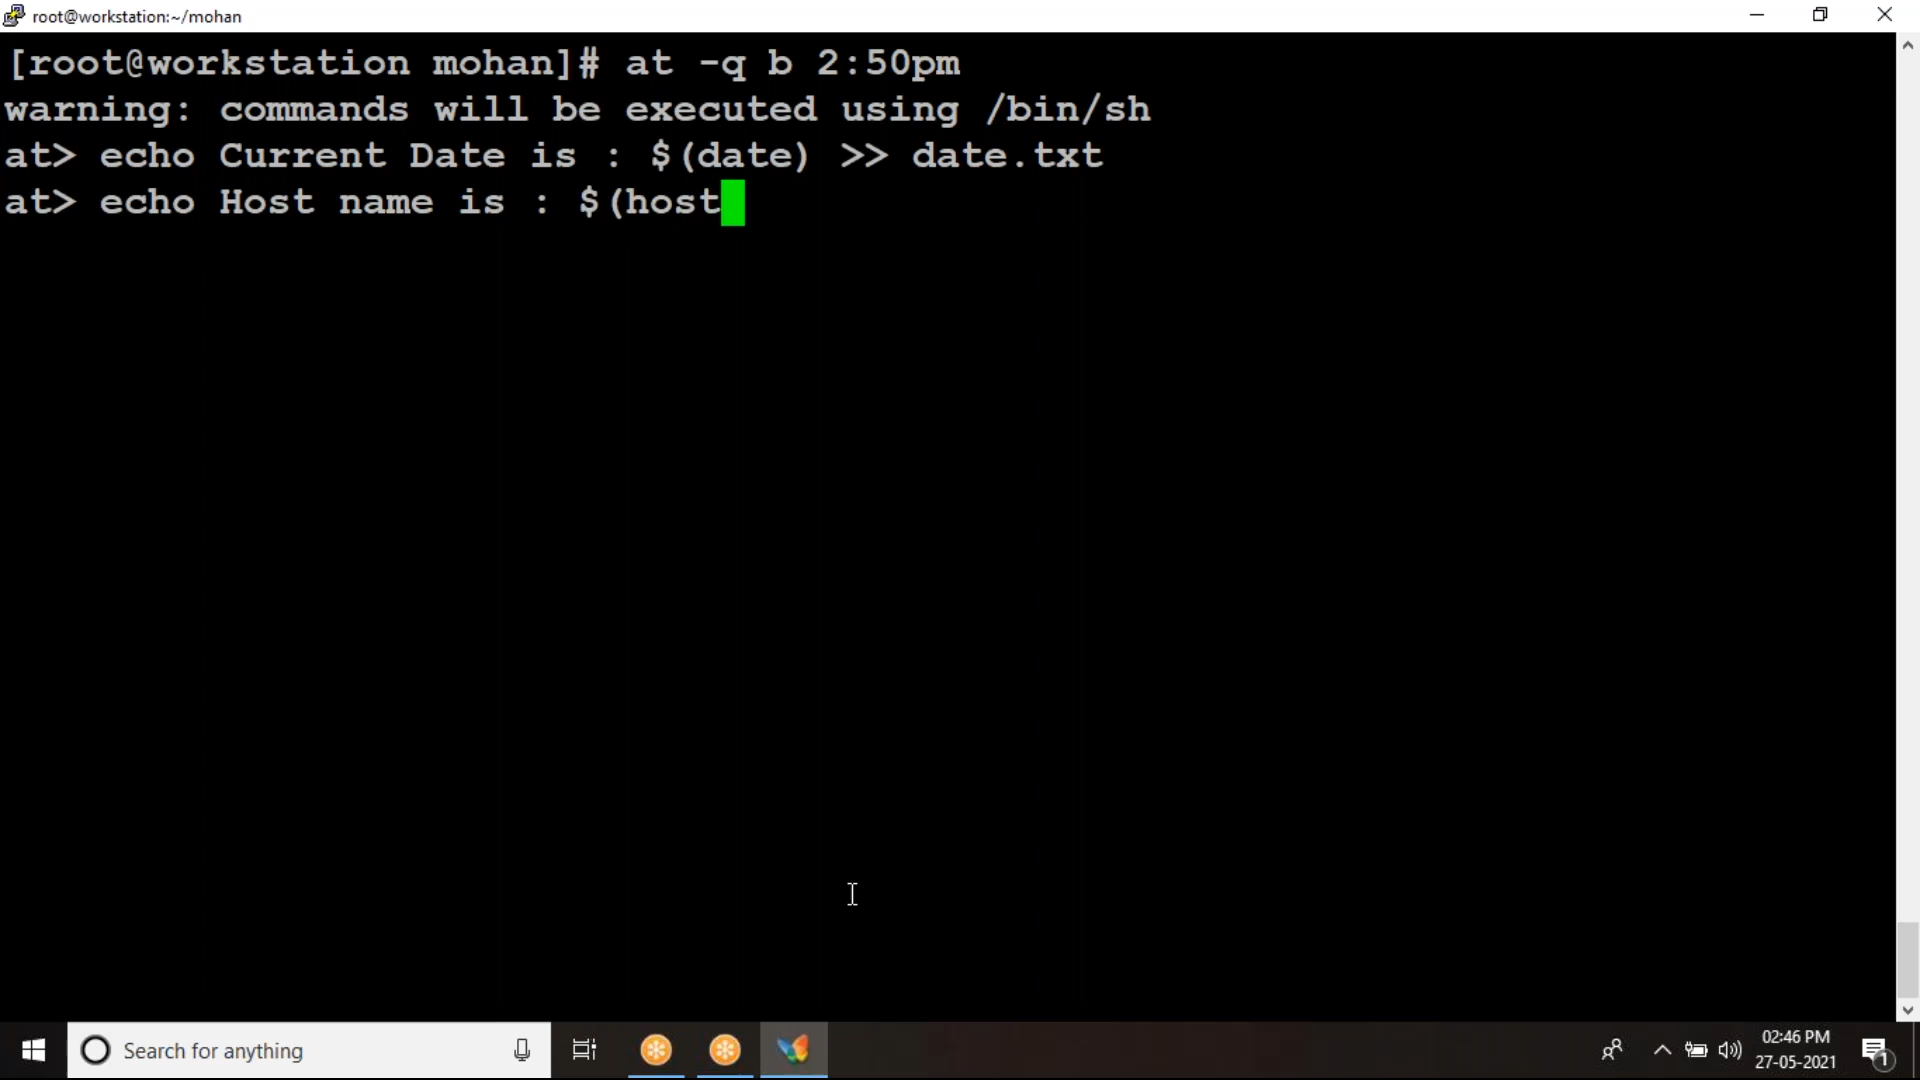 root@workstation:~/mohan
[root@workstation mohan]# at -q b 2:50pm
warning: commands will be executed using /bin/sh
at> echo Current Date is : $(date) >> date.txt
at> echo Host name is : $(host
Search for anything
02:46 PM
27-05-2021
1